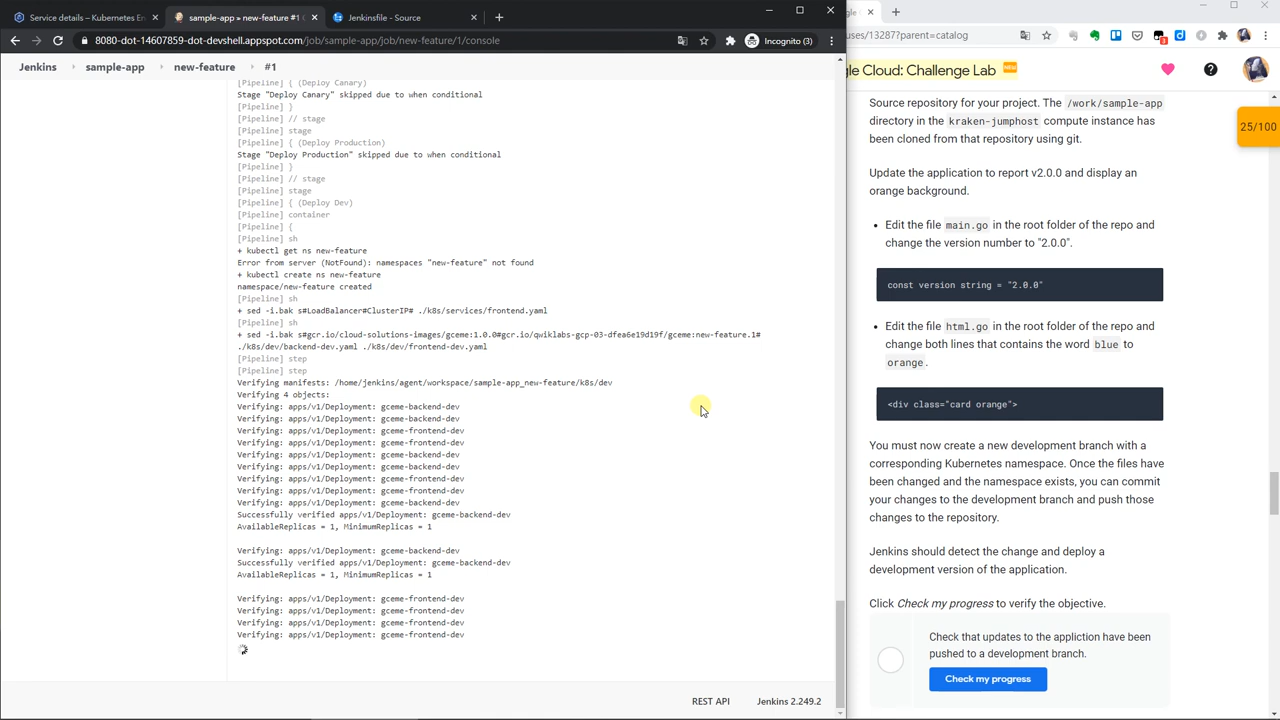 Service details – Kubernetes En
sample-app » new-feature #1 C
Jenkinsfile - Source
8080-dot-14607859-dot-devshell.appspot.com/job/sample-app/job/new-feature/1/console
Incognito (3)
Jenkins
sample-app
new-feature
#1
[Pipeline] { (Deploy Canary)
Stage "Deploy Canary" skipped due to when conditional
[Pipeline] }
[Pipeline] // stage
[Pipeline] stage
[Pipeline] { (Deploy Production)
Stage "Deploy Production" skipped due to when conditional
[Pipeline] }
[Pipeline] // stage
[Pipeline] stage
[Pipeline] { (Deploy Dev)
[Pipeline] container
[Pipeline] {
[Pipeline] sh
+ kubectl get ns new-feature
Error from server (NotFound): namespaces "new-feature" not found
+ kubectl create ns new-feature
namespace/new-feature created
[Pipeline] sh
+ sed -i.bak s#LoadBalancer#ClusterIP# ./k8s/services/frontend.yaml
[Pipeline] sh
+ sed -i.bak s#gcr.io/cloud-solutions-images/gceme:1.0.0#gcr.io/qwiklabs-gcp-03-dfea6e19d19f/gceme:new-feature.1#
./k8s/dev/backend-dev.yaml ./k8s/dev/frontend-dev.yaml
[Pipeline] step
[Pipeline] step
Verifying manifests: /home/jenkins/agent/workspace/sample-app_new-feature/k8s/dev
Verifying 4 objects:
Verifying: apps/v1/Deployment: gceme-backend-dev
Verifying: apps/v1/Deployment: gceme-backend-dev
Verifying: apps/v1/Deployment: gceme-frontend-dev
Verifying: apps/v1/Deployment: gceme-frontend-dev
Verifying: apps/v1/Deployment: gceme-backend-dev
Verifying: apps/v1/Deployment: gceme-backend-dev
Verifying: apps/v1/Deployment: gceme-frontend-dev
Verifying: apps/v1/Deployment: gceme-frontend-dev
Verifying: apps/v1/Deployment: gceme-backend-dev
Successfully verified apps/v1/Deployment: gceme-backend-dev
AvailableReplicas = 1, MinimumReplicas = 1
Verifying: apps/v1/Deployment: gceme-backend-dev
Successfully verified apps/v1/Deployment: gceme-backend-dev
AvailableReplicas = 1, MinimumReplicas = 1
Verifying: apps/v1/Deployment: gceme-frontend-dev
Verifying: apps/v1/Deployment: gceme-frontend-dev
Verifying: apps/v1/Deployment: gceme-frontend-dev
Verifying: apps/v1/Deployment: gceme-frontend-dev
REST API
Jenkins 2.249.2
uses/13287?parent=catalog
gle Cloud: Challenge Lab
NEW
25/100
Source repository for your project. The /work/sample-app
directory in the kraken-jumphost compute instance has
been cloned from that repository using git.
Update the application to report v2.0.0 and display an
orange background.
• Edit the file main.go in the root folder of the repo and
change the version number to "2.0.0".
const version string = "2.0.0"
• Edit the file html.go in the root folder of the repo and
change both lines that contains the word blue to
orange.
<div class="card orange">
You must now create a new development branch with a
corresponding Kubernetes namespace. Once the files have
been changed and the namespace exists, you can commit
your changes to the development branch and push those
changes to the repository.
Jenkins should detect the change and deploy a
development version of the application.
Click Check my progress to verify the objective.
Check that updates to the appliction have been
pushed to a development branch.
Check my progress